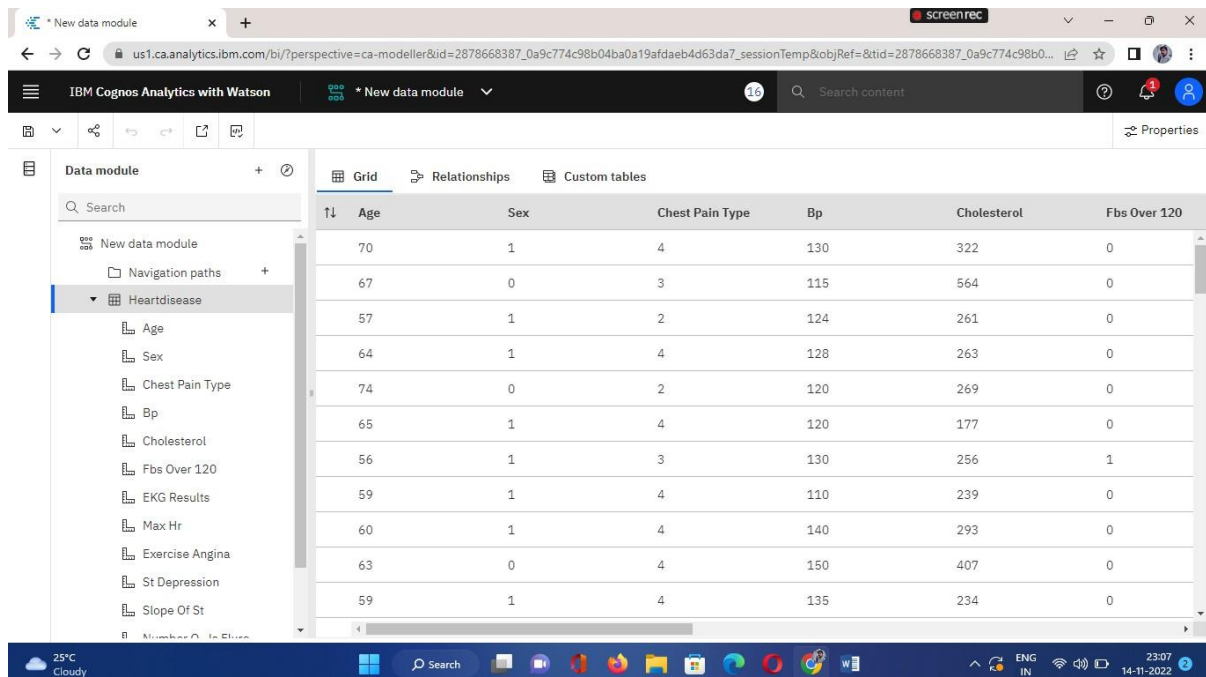 * New data module
screenrec
us1.ca.analytics.ibm.com/bi/?perspective=ca-modeller&id=2878668387_0a9c774c98b04ba0a19afdaeb4d63da7_sessionTemp&objRef=&tid=2878668387_0a9c774c98b0...
IBM Cognos Analytics with Watson
* New data module
16
Search content
1
Properties
Data module
Search
New data module
Navigation paths
Heartdisease
Age
Sex
Chest Pain Type
Bp
Cholesterol
Fbs Over 120
EKG Results
Max Hr
Exercise Angina
St Depression
Slope Of St
Grid Relationships Custom tables
Age Sex Chest Pain Type Bp Cholesterol Fbs Over 120
70 1 4 130 322 0
67 0 3 115 564 0
57 1 2 124 261 0
64 1 4 128 263 0
74 0 2 120 269 0
65 1 4 120 177 0
56 1 3 130 256 1
59 1 4 110 239 0
60 1 4 140 293 0
63 0 4 150 407 0
59 1 4 135 234 0
25°C
Cloudy
Search
ENG
IN
23:07
14-11-2022
2